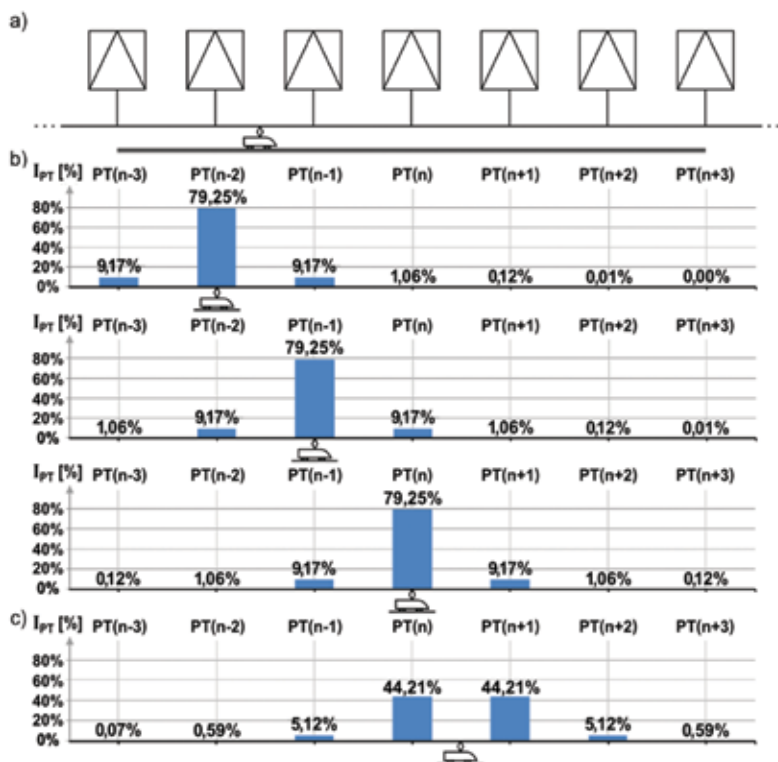 a)
b) I_PT [%] PT(n-3) PT(n-2) PT(n-1) PT(n) PT(n+1) PT(n+2) PT(n+3)
79,25%
80%
60%
40%
20% 9,17% 9,17% 1,06% 0,12% 0,01% 0,00%
0%
I_PT [%] PT(n-3) PT(n-2) PT(n-1) PT(n) PT(n+1) PT(n+2) PT(n+3)
79,25%
80%
60%
40%
20% 1,06% 9,17% 9,17% 1,06% 0,12% 0,01%
0%
I_PT [%] PT(n-3) PT(n-2) PT(n-1) PT(n) PT(n+1) PT(n+2) PT(n+3)
79,25%
80%
60%
40%
20% 0,12% 1,06% 9,17% 9,17% 1,06% 0,12%
0%
c) I_PT [%] PT(n-3) PT(n-2) PT(n-1) PT(n) PT(n+1) PT(n+2) PT(n+3)
80%
60%
40% 44,21% 44,21%
20% 0,07% 0,59% 5,12% 5,12% 0,59%
0%